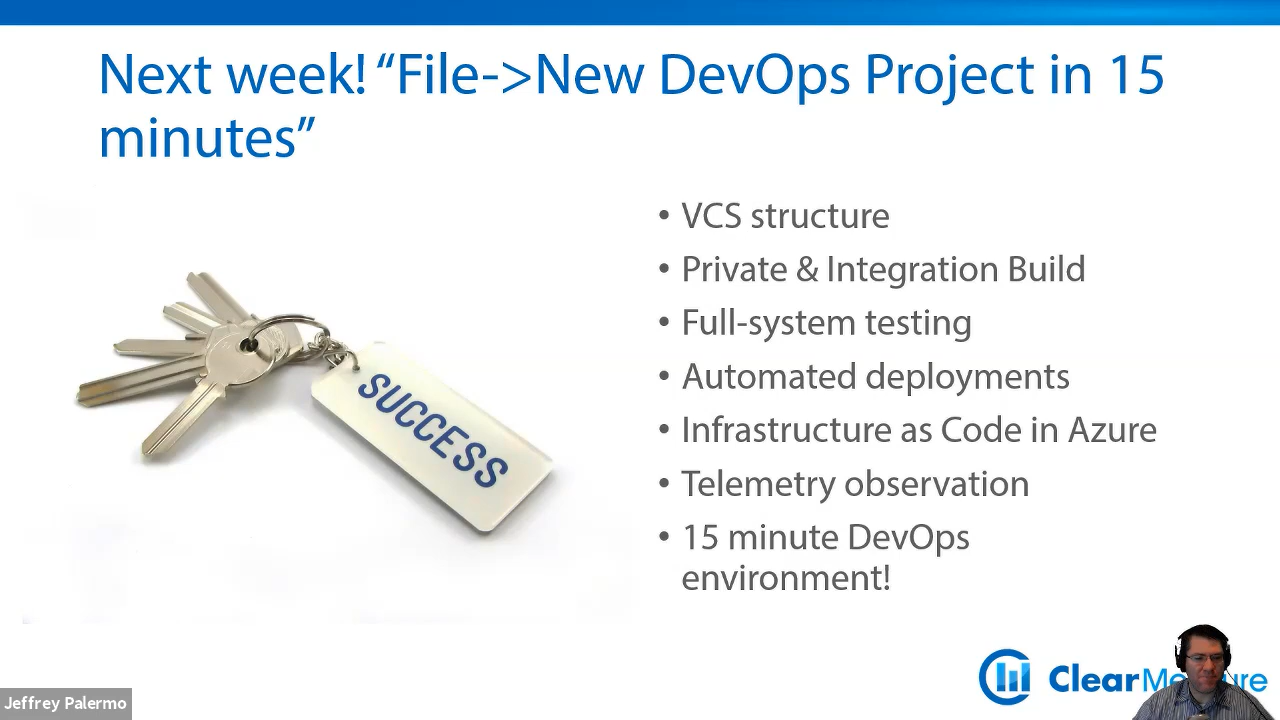 Next week! “File->New DevOps Project in 15
minutes”
• VCS structure
• Private & Integration Build
• Full-system testing
• Automated deployments
• Infrastructure as Code in Azure
• Telemetry observation
• 15 minute DevOps
environment!
SUCCESS
Clear
Jeffrey Palermo